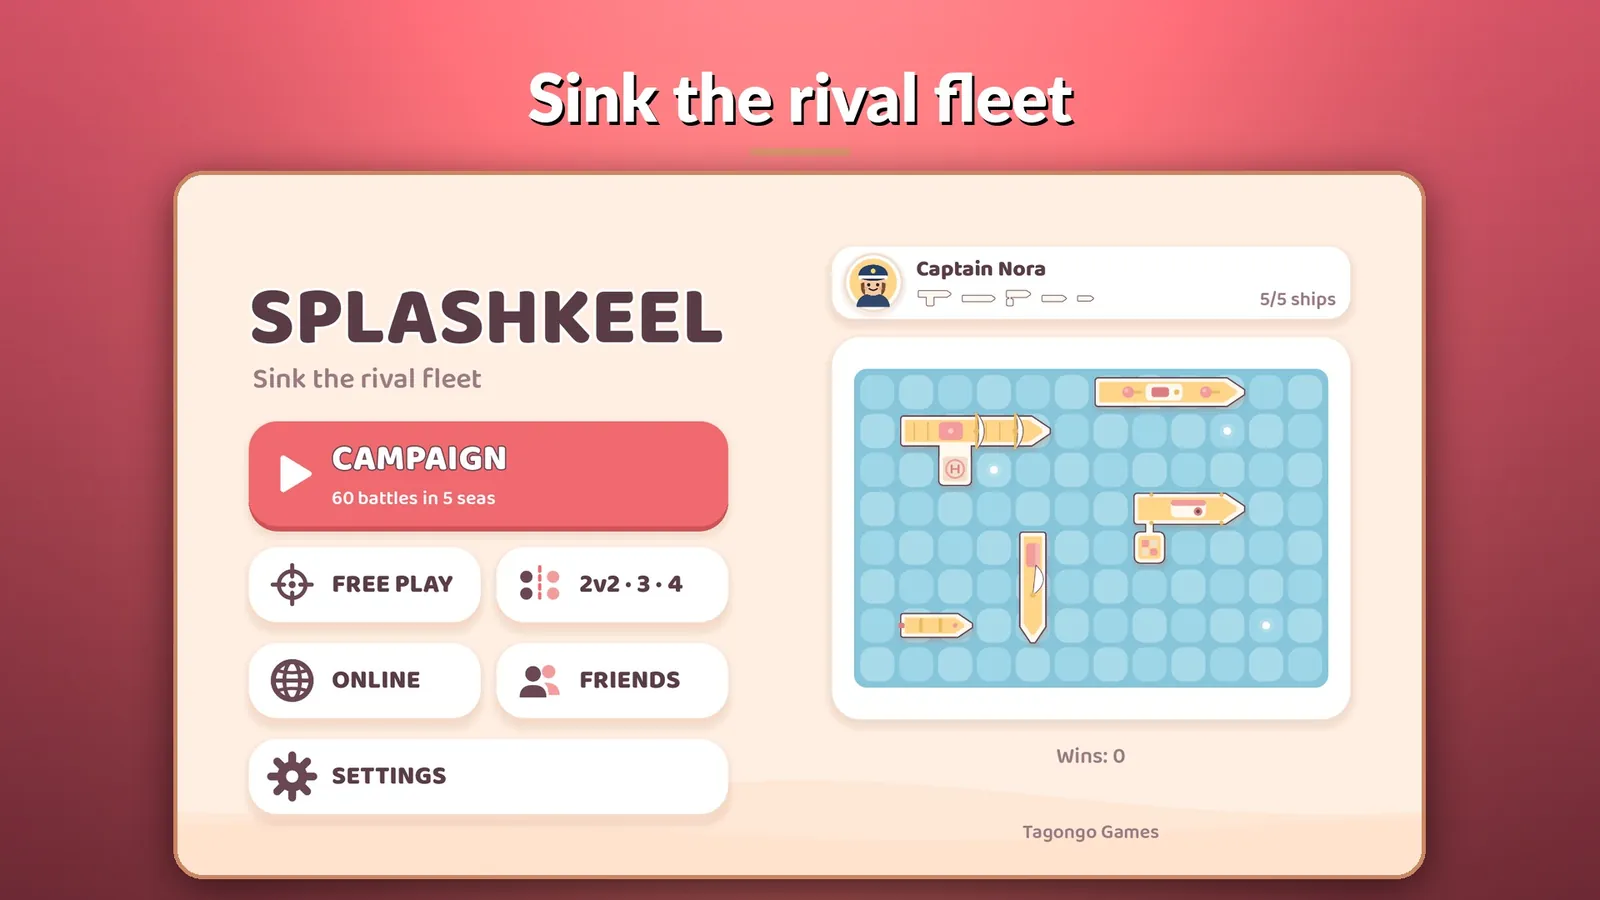 Sink the rival fleet
SPLASHKEEL
Sink the rival fleet
CAMPAIGN
60 battles in 5 seas
FREE PLAY
2v2 · 3 · 4
ONLINE
FRIENDS
SETTINGS
Captain Nora
5/5 ships
H
Wins: 0
Tagongo Games